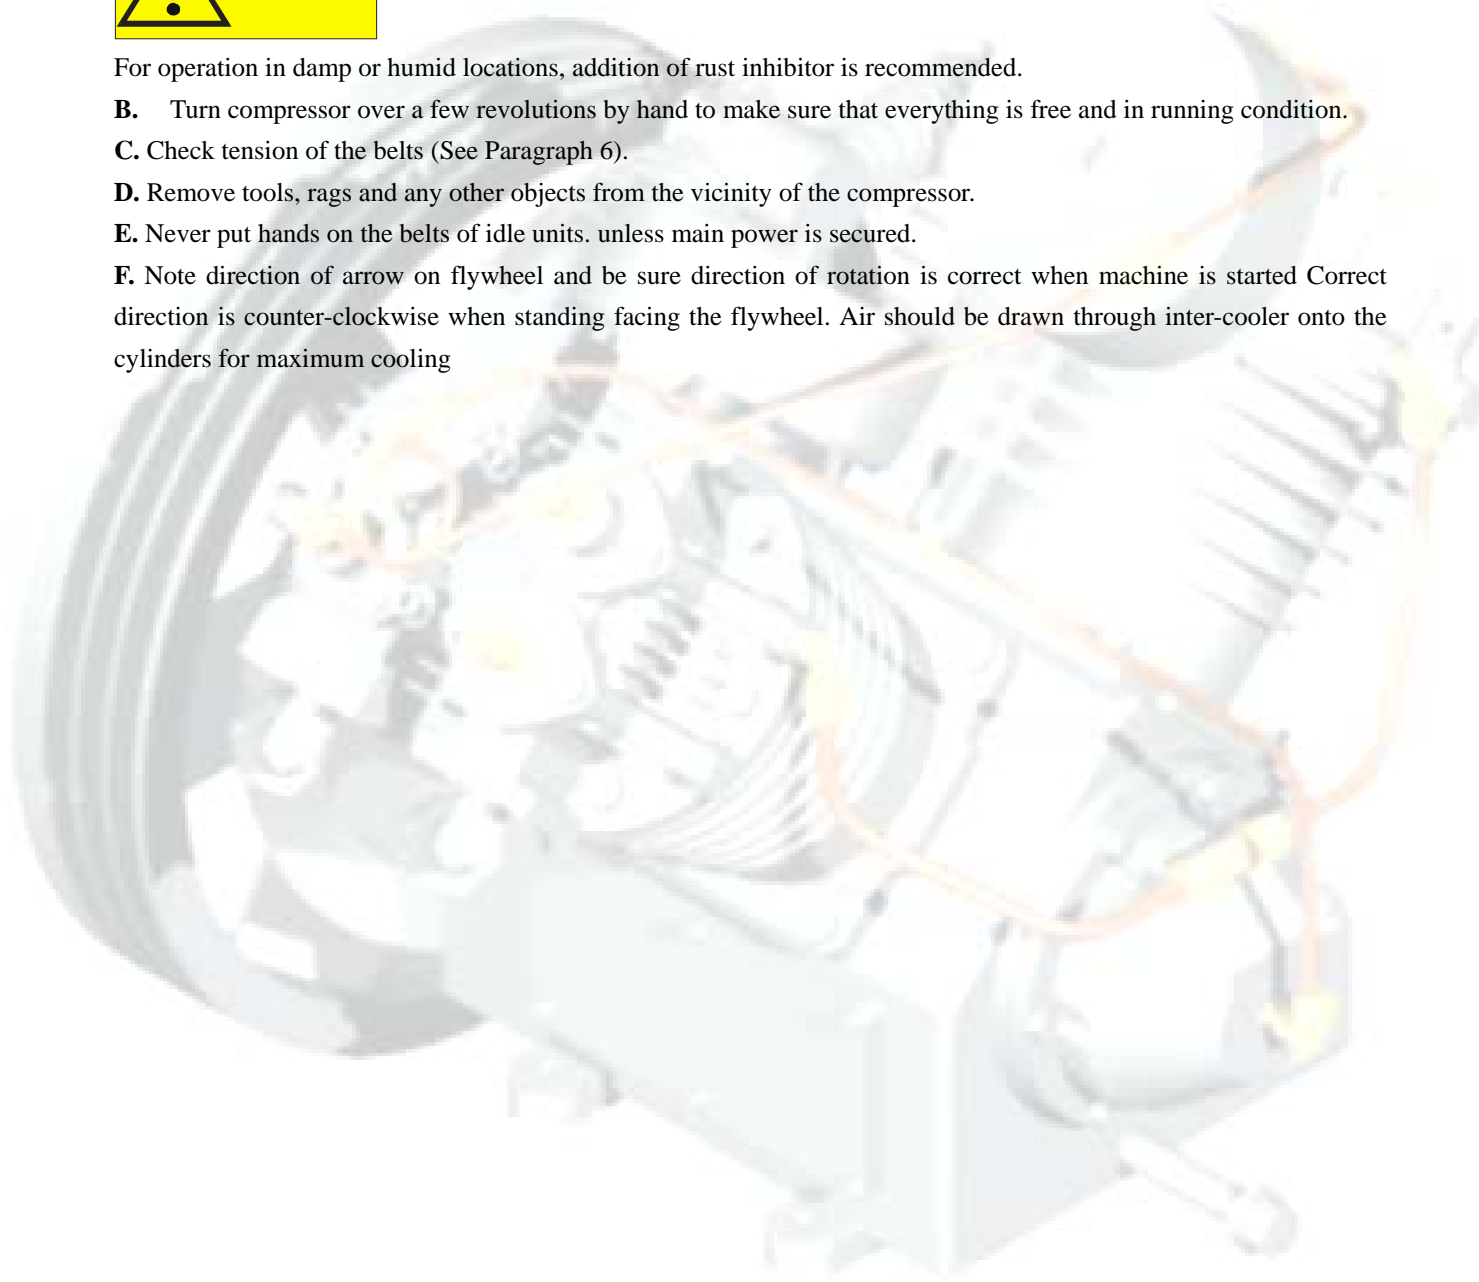 For operation in damp or humid locations, addition of rust inhibitor is recommended.
B. Turn compressor over a few revolutions by hand to make sure that everything is free and in running condition.
C. Check tension of the belts (See Paragraph 6).
D. Remove tools, rags and any other objects from the vicinity of the compressor.
E. Never put hands on the belts of idle units. unless main power is secured.
F. Note direction of arrow on flywheel and be sure direction of rotation is correct when machine is started Correct
direction is counter-clockwise when standing facing the flywheel. Air should be drawn through inter-cooler onto the
cylinders for maximum cooling